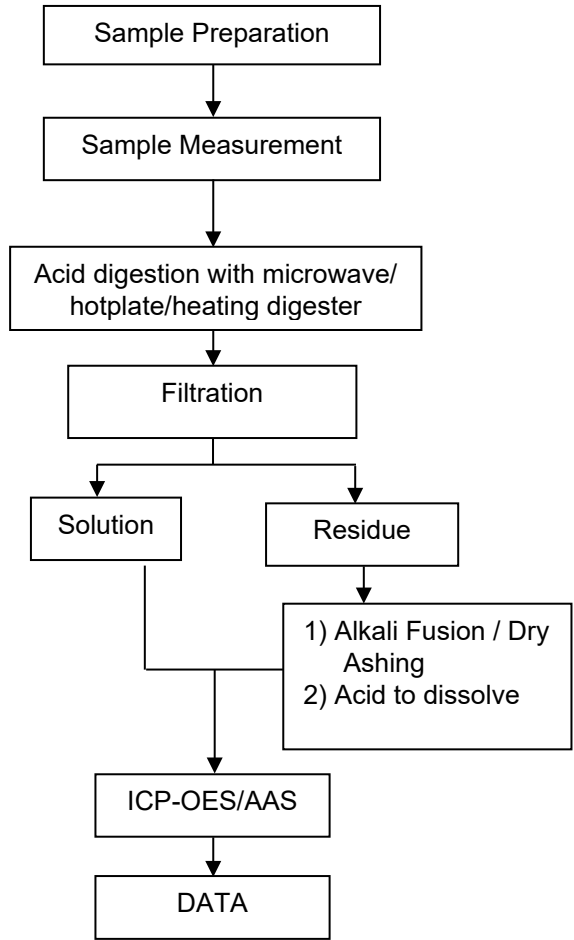 Sample Preparation
Sample Measurement
Acid digestion with microwave/
hotplate/heating digester
Filtration
Solution
Residue
1) Alkali Fusion / Dry
Ashing
2) Acid to dissolve
ICP-OES/AAS
DATA